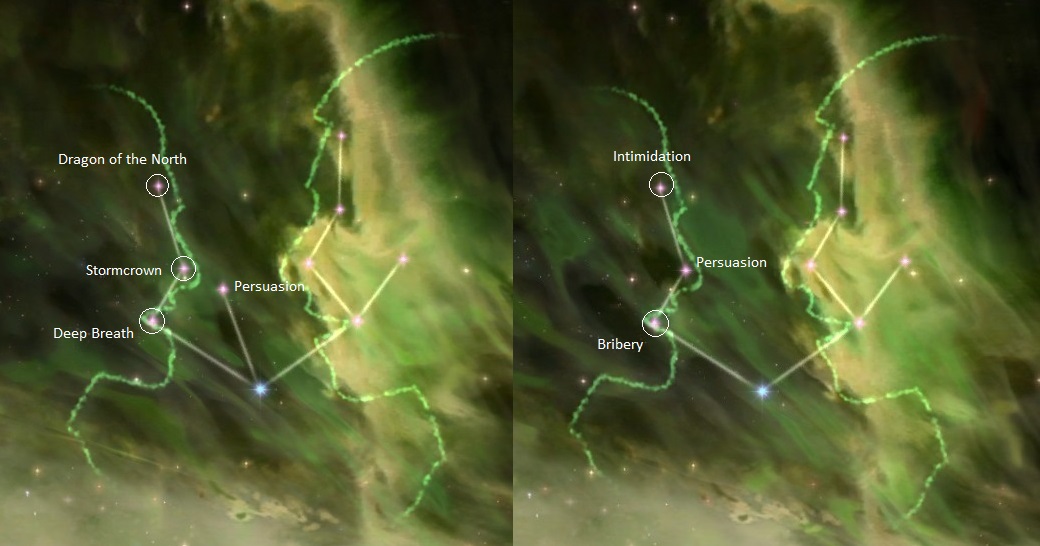 Dragon of the North
Stormcrown
Persuasion
Deep Breath
Intimidation
Persuasion
Bribery